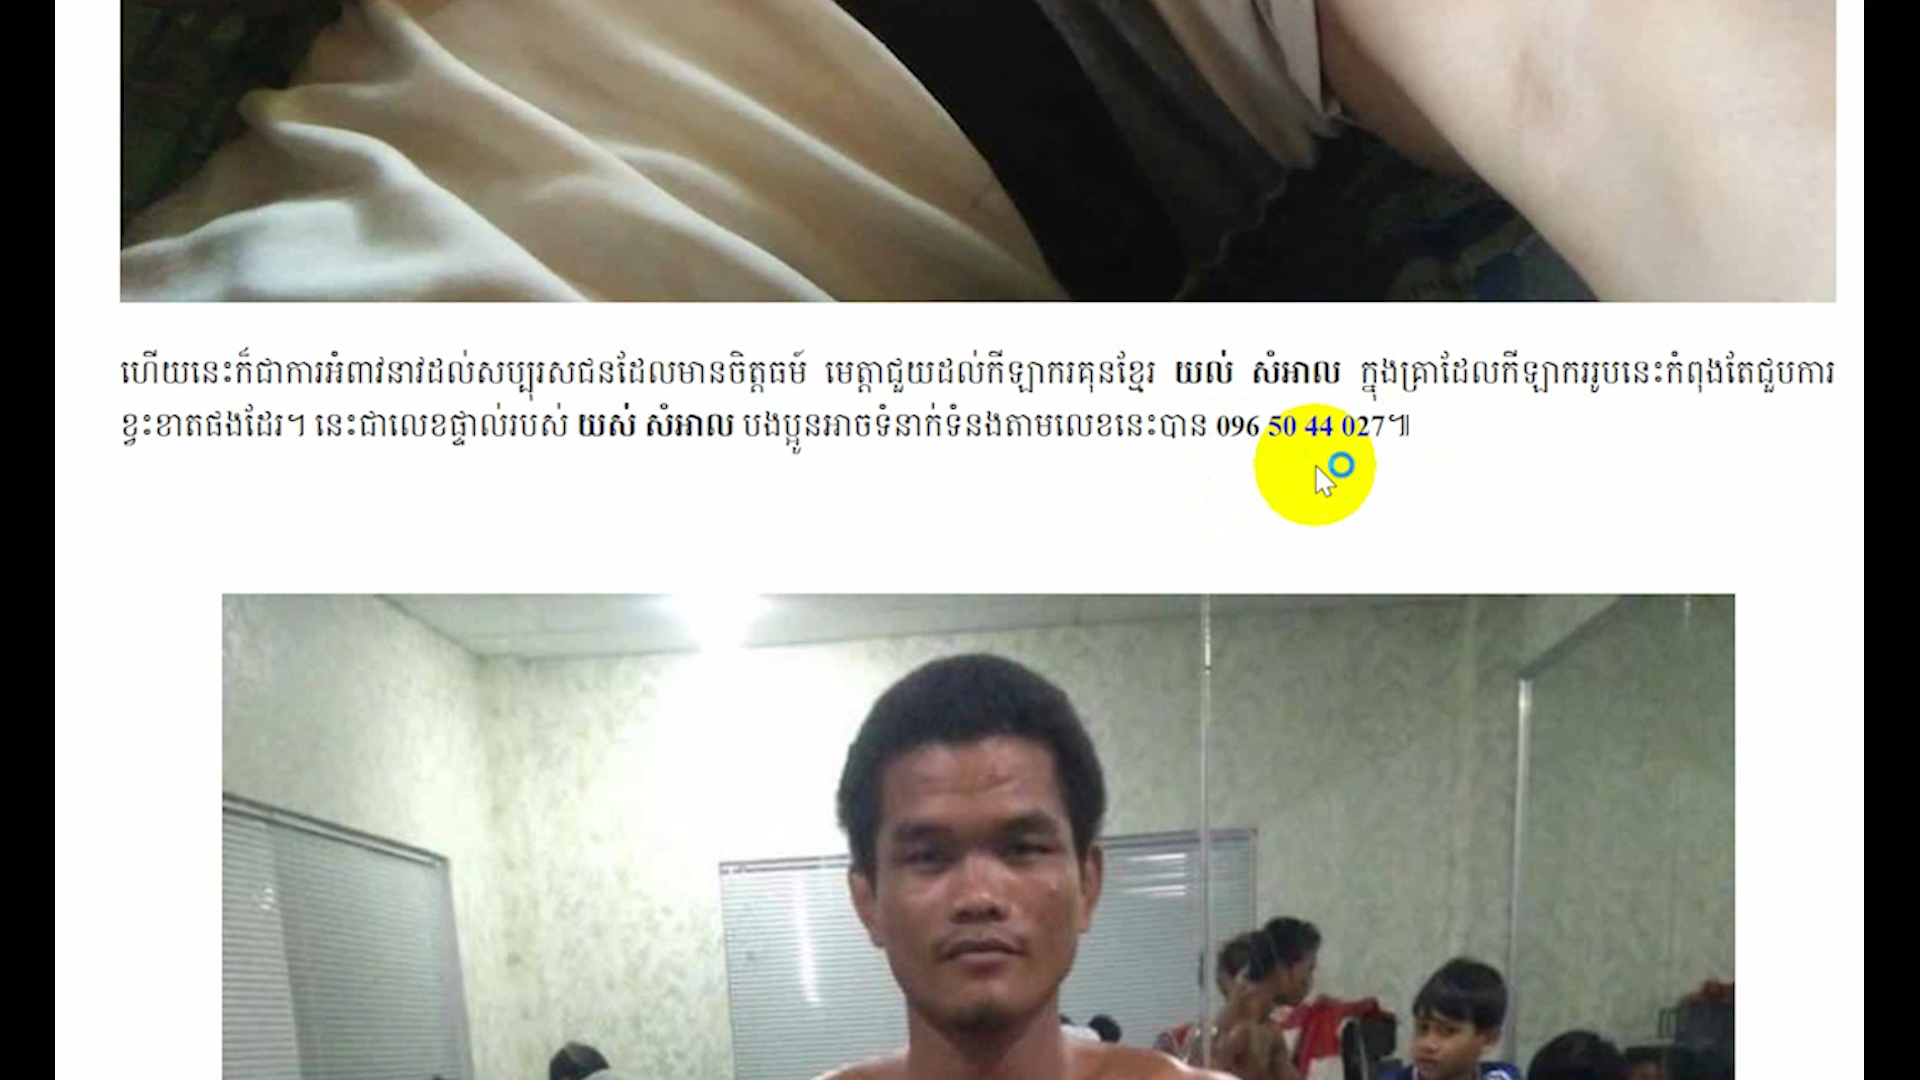 ហើយនេះក៏ជាការអំពាវនាវដល់សប្បុរសជនដែលមានចិត្តធម៍ មេត្តាជួយដល់កីឡាករគុនខ្មែរ យល់ សំអាល ក្នុងគ្រាដែលកីឡាកររូបនេះកំពុងតែជួបការ
ខ្វះខាតផងដែរ។ នេះជាលេខផ្ទាល់របស់ យស់ សំអាល បងប្អូនអាចទំនាក់ទំនងតាមលេខនេះបាន 096 50 44 027៕